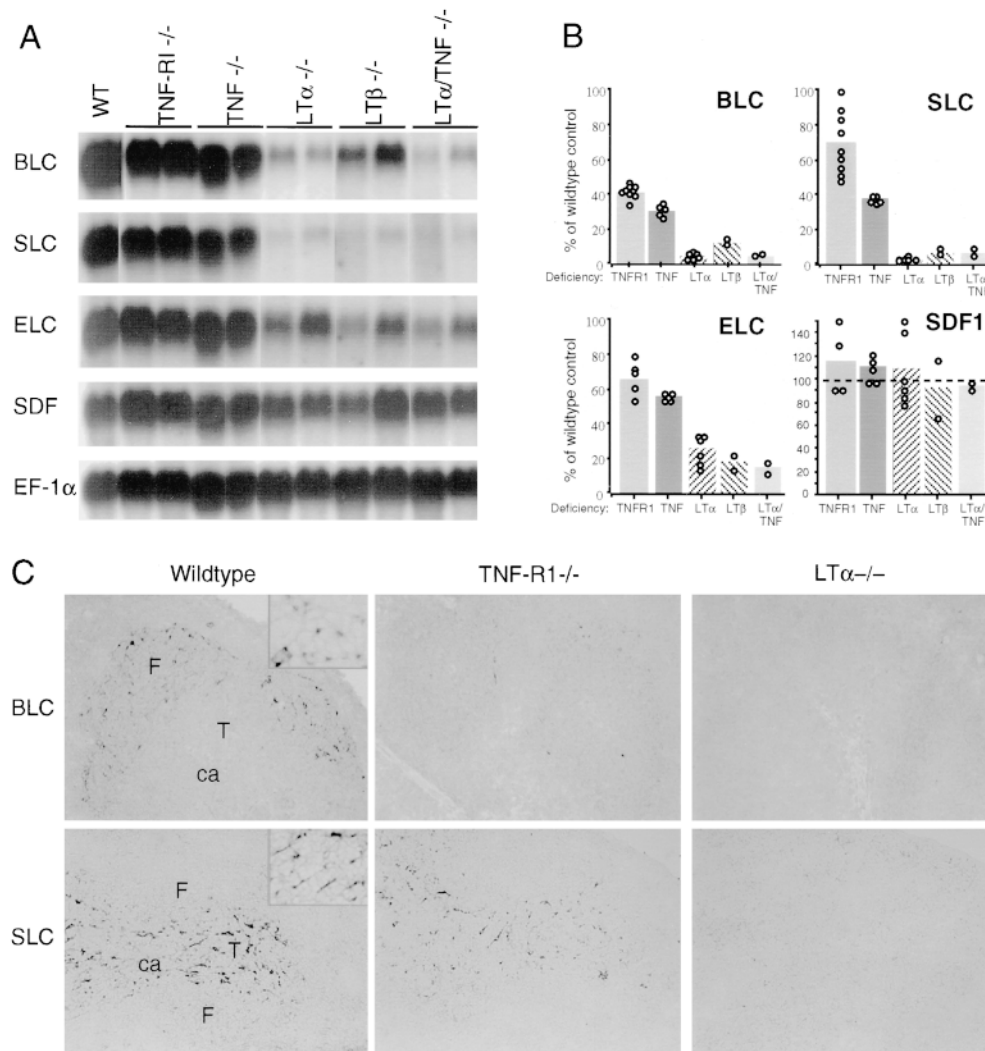 A
WT
TNF-RI -/-
TNF -/-
LTα -/-
LTβ -/-
LTα/TNF -/-
BLC
SLC
ELC
SDF
EF-1α
B
BLC
% of wildtype control
100
80
60
40
20
0
Deficiency: TNFR1 TNF LTα LTβ LTα/TNF
SLC
100
80
60
40
20
0
TNFR1 TNF LTα LTβ LTα/TNF
ELC
% of wildtype control
100
80
60
40
20
0
Deficiency: TNFR1 TNF LTα LTβ LTα/TNF
SDF1
140
120
100
80
60
40
20
0
TNFR1 TNF LTα LTβ LTα/TNF
C
Wildtype
TNF-R1-/-
LTα–/–
BLC
F
T
ca
SLC
F
T
ca
F